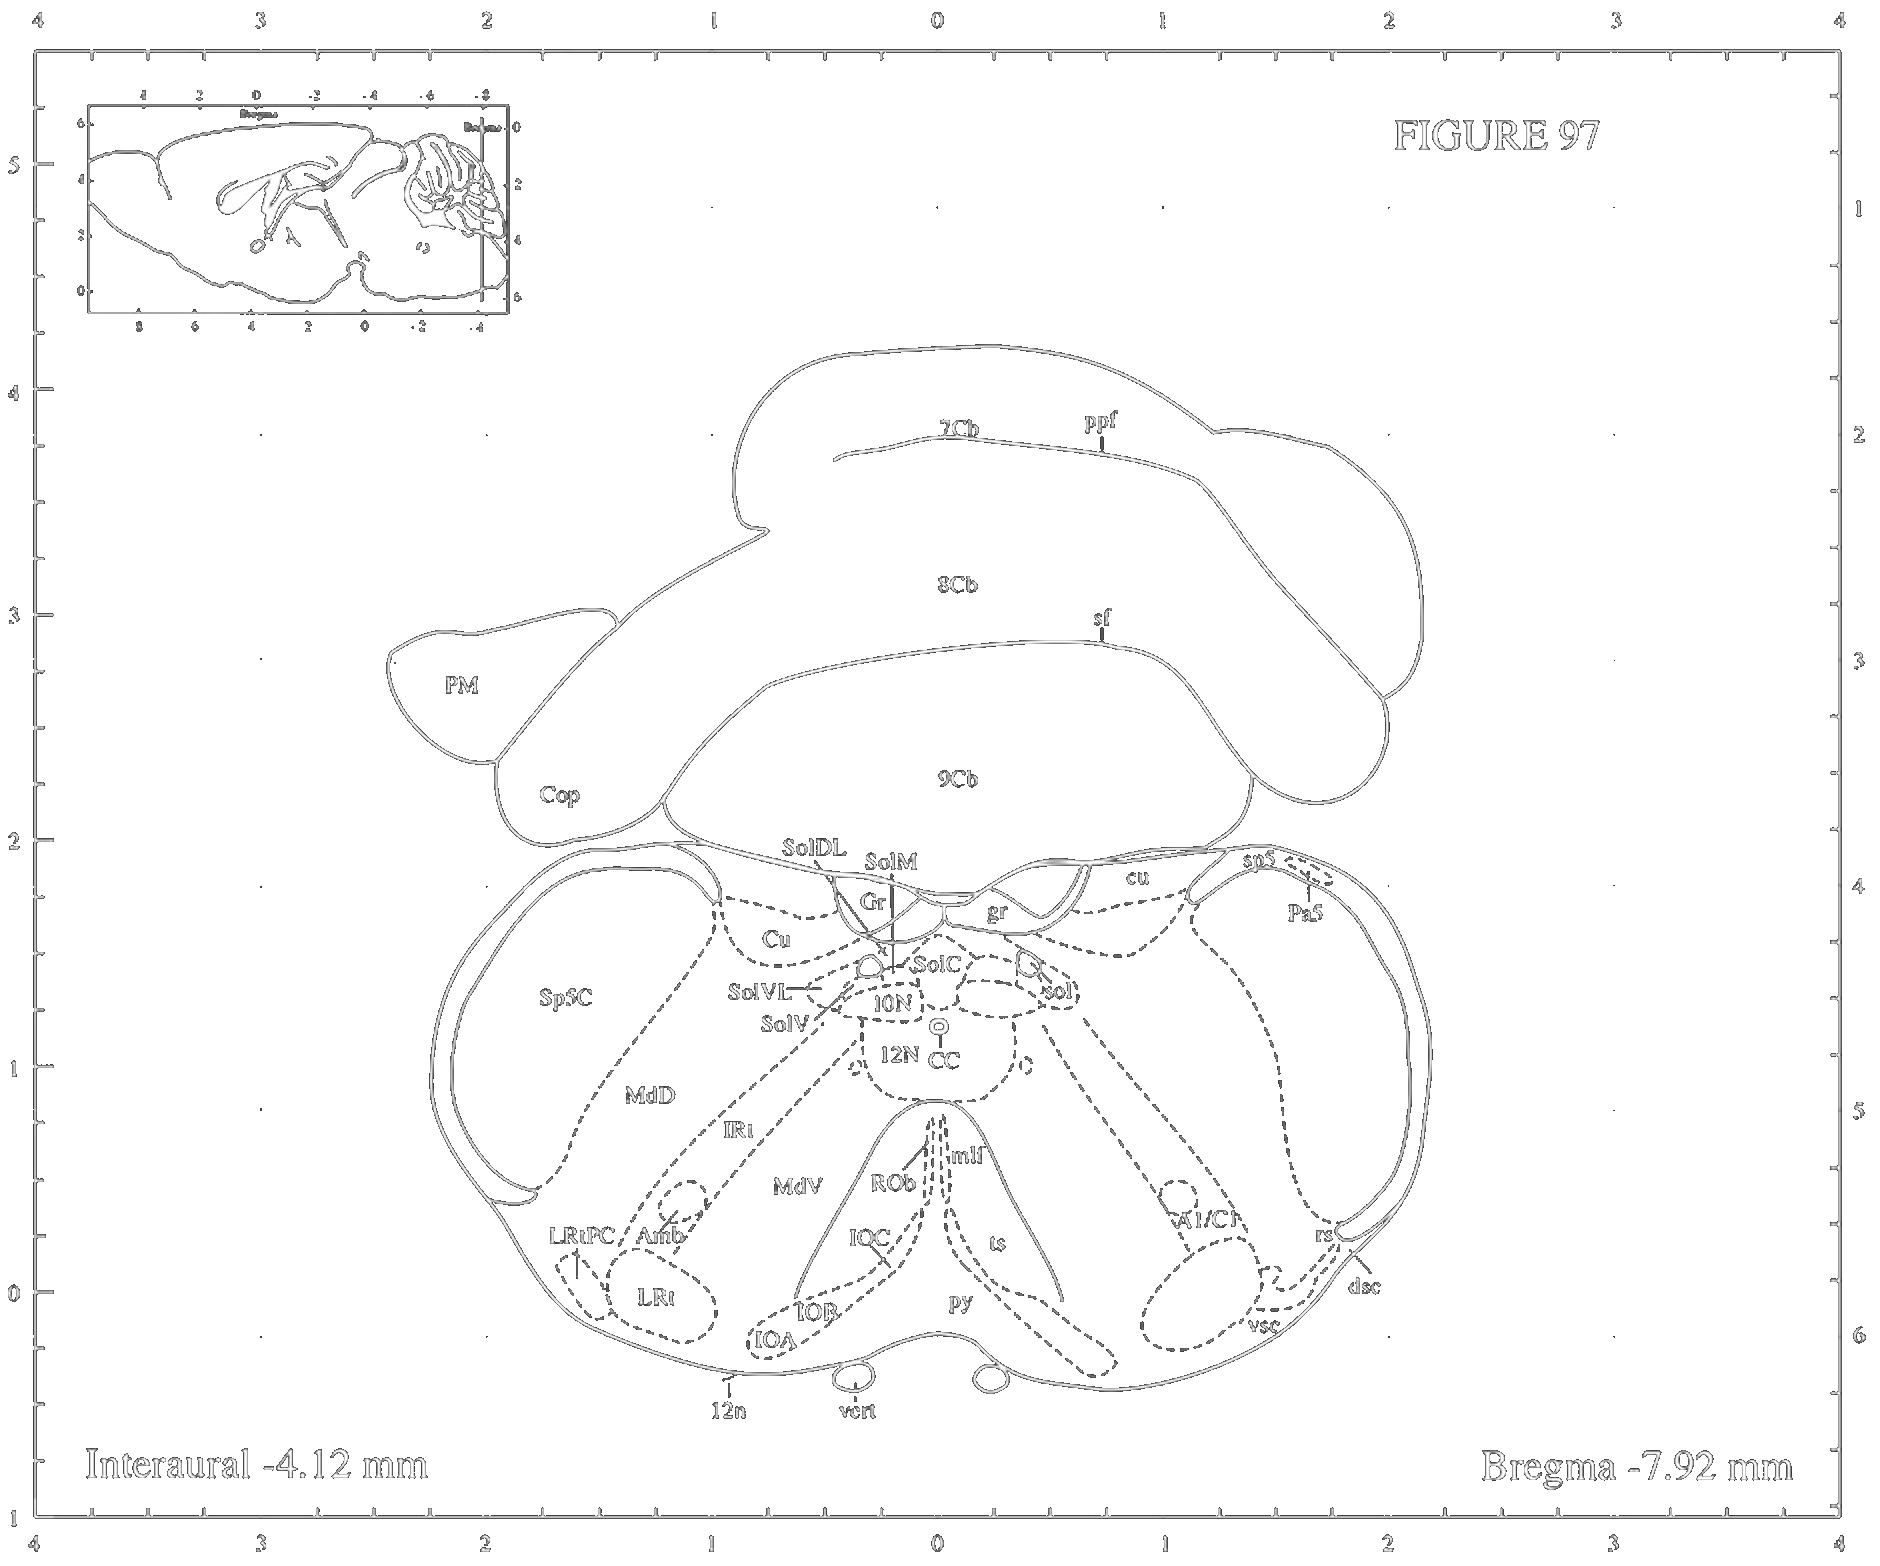 4 3 2 1 0 1 2 3 4
4 2 0 -2 -4 -6 -8
Bregma
Bregma
6 0
4 2
2 4
0 6
8 6 4 2 0 -2 -4
FIGURE 97
5
1
4
7Cb ppf
2
8Cb
3
sf
3
PM
9Cb
Cop
2
SolDL
SolM
sp5
cu
4
Gr
gr
Pa5
Cu
SolC
SolVL
sol
Sp5C
10N
SolV
12N
CC
1
MdD
5
IRt
mlf
MdV
ROb
A1/C1
LRtPC
Amb
IOC
ts
rs
dsc
0
LRt
py
IOB
vsc
6
IOA
12n
vert
Interaural -4.12 mm
Bregma -7.92 mm
1
4 3 2 1 0 1 2 3 4